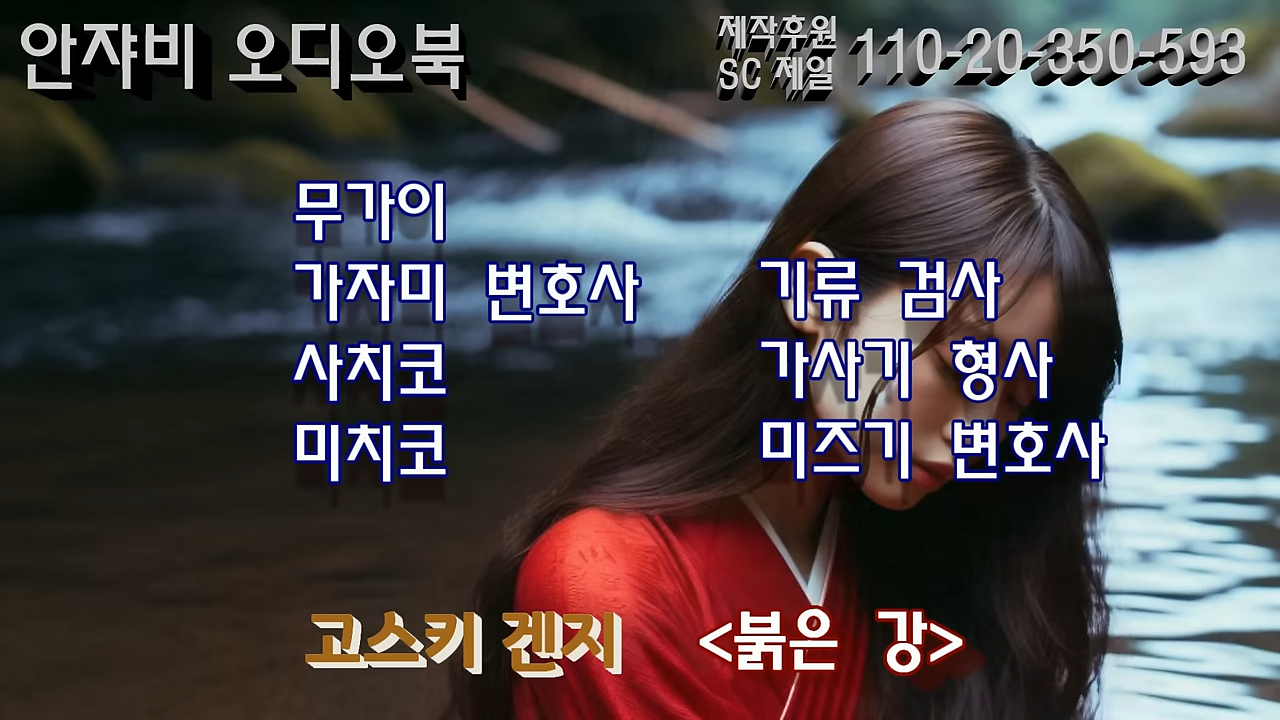 안쟈비 오디오북
제작후원
SC 제일
110-20-350-593
무가이
가자미 변호사
사치코
미치코
기류 검사
가사기 형사
미즈기 변호사
고스키 겐지 <붉은 강>